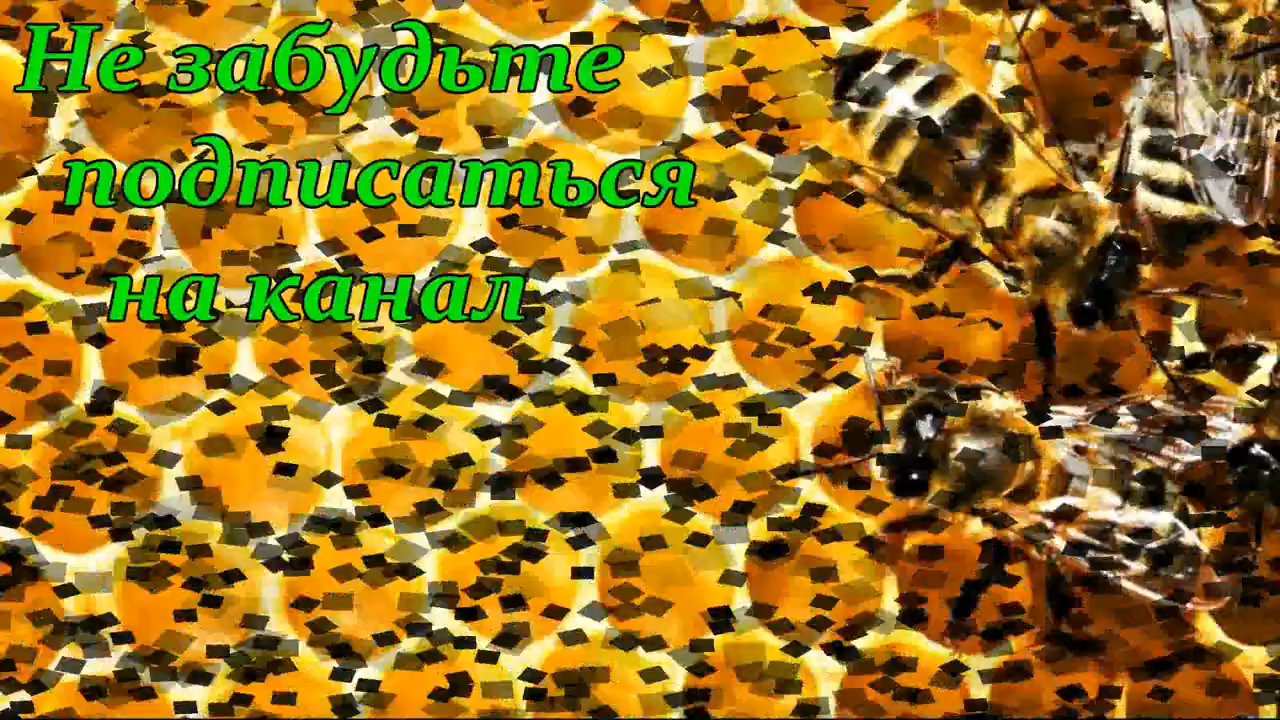 Не забудьте
подписаться
на канал